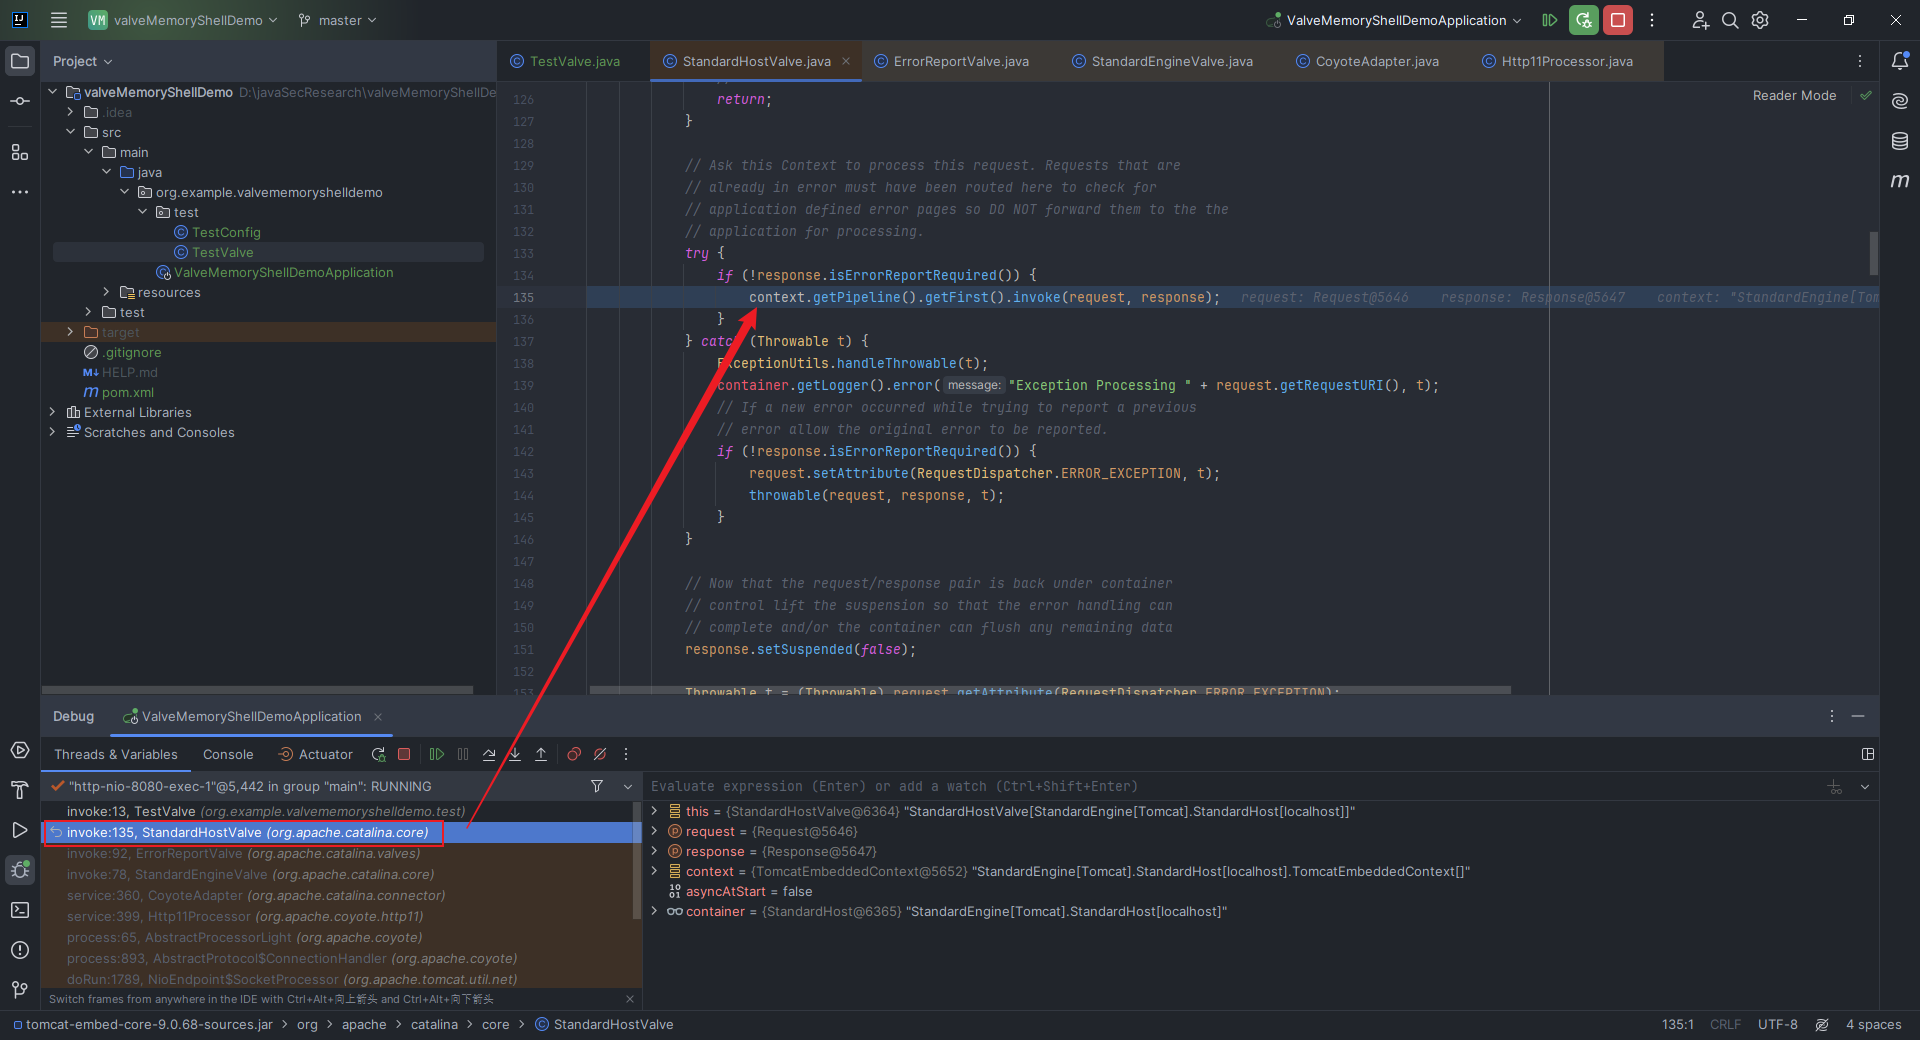 VM valveMemoryShellDemo master ValveMemoryShellDemoApplication
Project
TestValve.java StandardHostValve.java ErrorReportValve.java StandardEngineValve.java CoyoteAdapter.java Http11Processor.java
valveMemoryShellDemo D:\javaSecResearch\valveMemoryShellDe
.idea
src
main
java
org.example.valvememoryshelldemo
test
TestConfig
TestValve
ValveMemoryShellDemoApplication
resources
test
target
.gitignore
HELP.md
pom.xml
External Libraries
Scratches and Consoles
Reader Mode
126 return;
127 }
128
129 // Ask this Context to process this request. Requests that are
130 // already in error must have been routed here to check for
131 // application defined error pages so DO NOT forward them to the the
132 // application for processing.
133 try {
134 if (!response.isErrorReportRequired()) {
135 context.getPipeline().getFirst().invoke(request, response); request: Request@5646 response: Response@5647 context: "StandardEngine[Tom
136 }
137 } catch (Throwable t) {
138 ExceptionUtils.handleThrowable(t);
139 container.getLogger().error( message: "Exception Processing " + request.getRequestURI(), t);
140 // If a new error occurred while trying to report a previous
141 // error allow the original error to be reported.
142 if (!response.isErrorReportRequired()) {
143 request.setAttribute(RequestDispatcher.ERROR_EXCEPTION, t);
144 throwable(request, response, t);
145 }
146 }
147
148 // Now that the request/response pair is back under container
149 // control lift the suspension so that the error handling can
150 // complete and/or the container can flush any remaining data
151 response.setSuspended(false);
152
153 Throwable t = (Throwable) request.getAttribute(RequestDispatcher.ERROR_EXCEPTION);
Debug ValveMemoryShellDemoApplication
Threads & Variables Console Actuator
"http-nio-8080-exec-1"@5,442 in group "main": RUNNING
invoke:13, TestValve (org.example.valvememoryshelldemo.test)
invoke:135, StandardHostValve (org.apache.catalina.core)
invoke:92, ErrorReportValve (org.apache.catalina.valves)
invoke:78, StandardEngineValve (org.apache.catalina.core)
service:360, CoyoteAdapter (org.apache.catalina.connector)
service:399, Http11Processor (org.apache.coyote.http11)
process:65, AbstractProcessorLight (org.apache.coyote)
process:893, AbstractProtocol$ConnectionHandler (org.apache.coyote)
doRun:1789, NioEndpoint$SocketProcessor (org.apache.tomcat.util.net)
Switch frames from anywhere in the IDE with Ctrl+Alt+向上箭头 and Ctrl+Alt+向下箭头
Evaluate expression (Enter) or add a watch (Ctrl+Shift+Enter)
this = {StandardHostValve@6364} "StandardHostValve[StandardEngine[Tomcat].StandardHost[localhost]]"
request = {Request@5646}
response = {Response@5647}
context = {TomcatEmbeddedContext@5652} "StandardEngine[Tomcat].StandardHost[localhost].TomcatEmbeddedContext[]"
asyncAtStart = false
container = {StandardHost@6365} "StandardEngine[Tomcat].StandardHost[localhost]"
tomcat-embed-core-9.0.68-sources.jar > org > apache > catalina > core > StandardHostValve
135:1 CRLF UTF-8 4 spaces